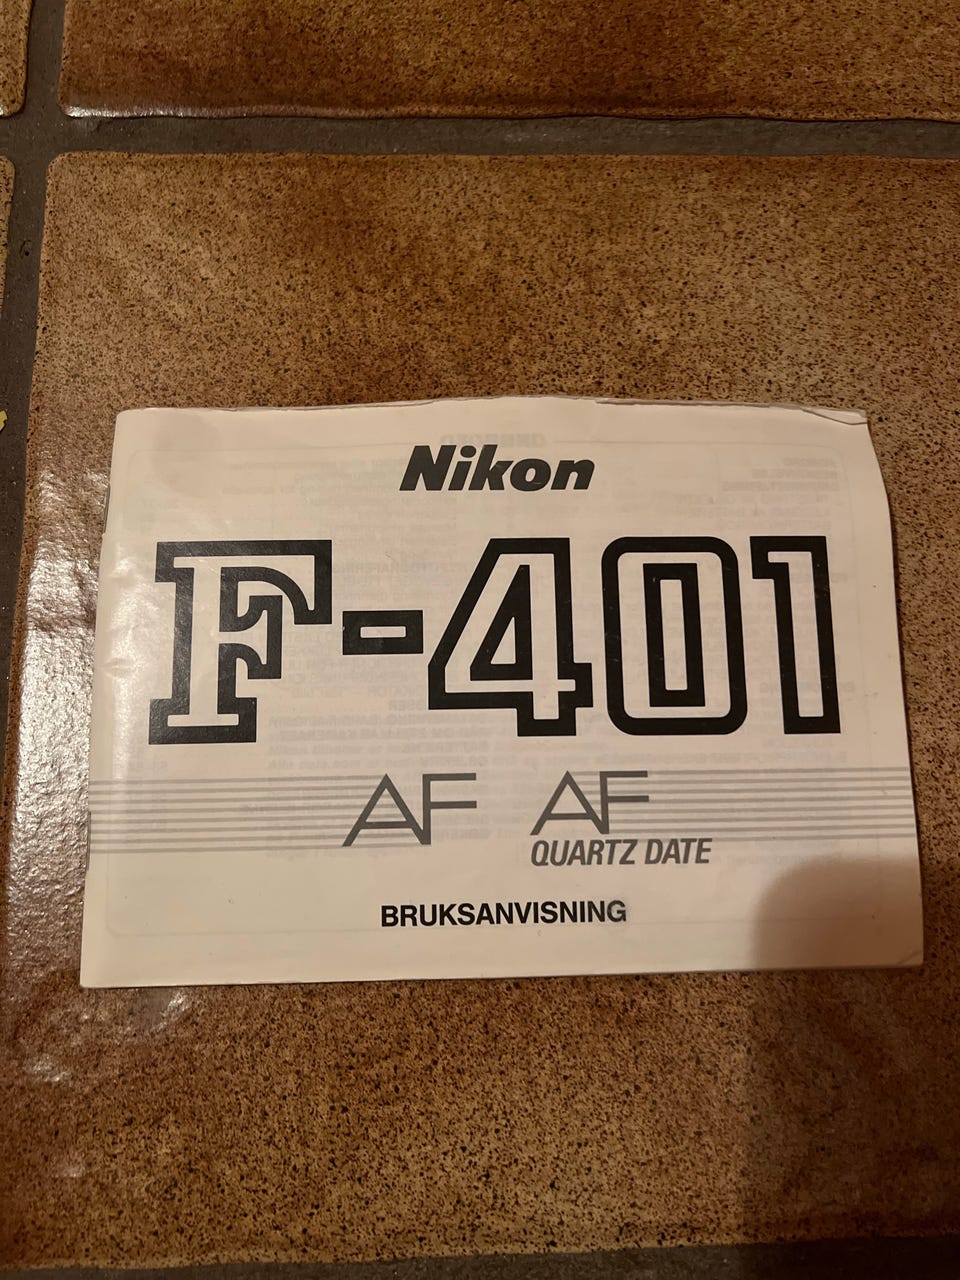 Nikon
F-401
AF AF
QUARTZ DATE
BRUKSANVISNING